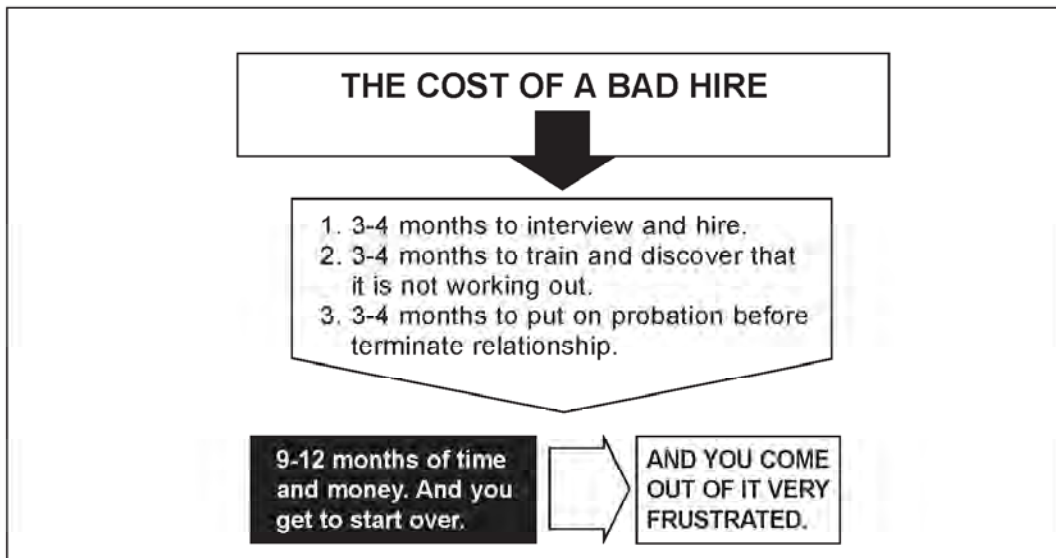 THE COST OF A BAD HIRE
1. 3-4 months to interview and hire.
2. 3-4 months to train and discover that
it is not working out.
3. 3-4 months to put on probation before
terminate relationship.
9-12 months of time
and money. And you
get to start over.
AND YOU COME
OUT OF IT VERY
FRUSTRATED.